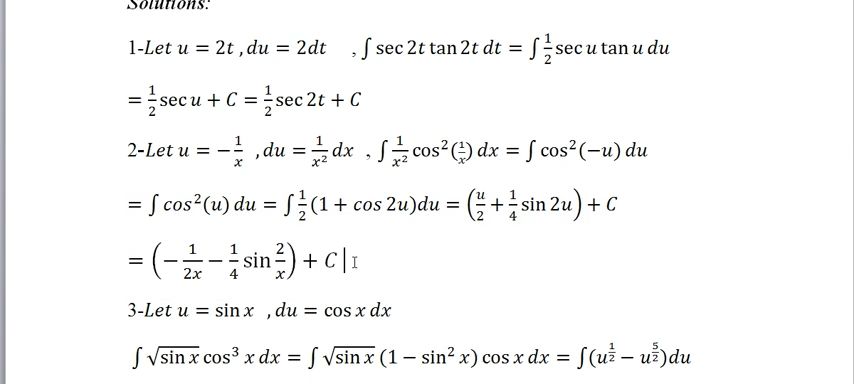 Solutions:
1-Let u = 2t , du = 2dt , ∫ sec 2t tan 2t dt = ∫ 1/2 sec u tan u du
= 1/2 sec u + C = 1/2 sec 2t + C
2-Let u = −1/x , du = 1/x² dx , ∫ 1/x² cos²(1/x) dx = ∫ cos²(−u) du
= ∫ cos²(u) du = ∫ 1/2 (1 + cos 2u)du = (u/2 + 1/4 sin 2u) + C
= (−1/2x − 1/4 sin 2/x) + C
3-Let u = sin x , du = cos x dx
∫ √sin x cos³ x dx = ∫ √sin x (1 − sin² x) cos x dx = ∫(u^1/2 − u^5/2)du